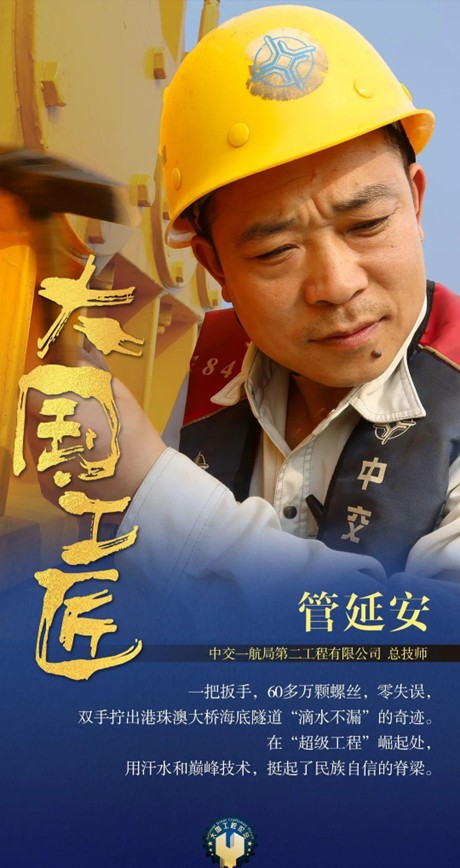 大国工匠
84
中交
管延安
中交一航局第二工程有限公司 总技师
一把扳手，60多万颗螺丝，零失误，
双手拧出港珠澳大桥海底隧道“滴水不漏”的奇迹。
在“超级工程”崛起处，
用汗水和巅峰技术，挺起了民族自信的脊梁。